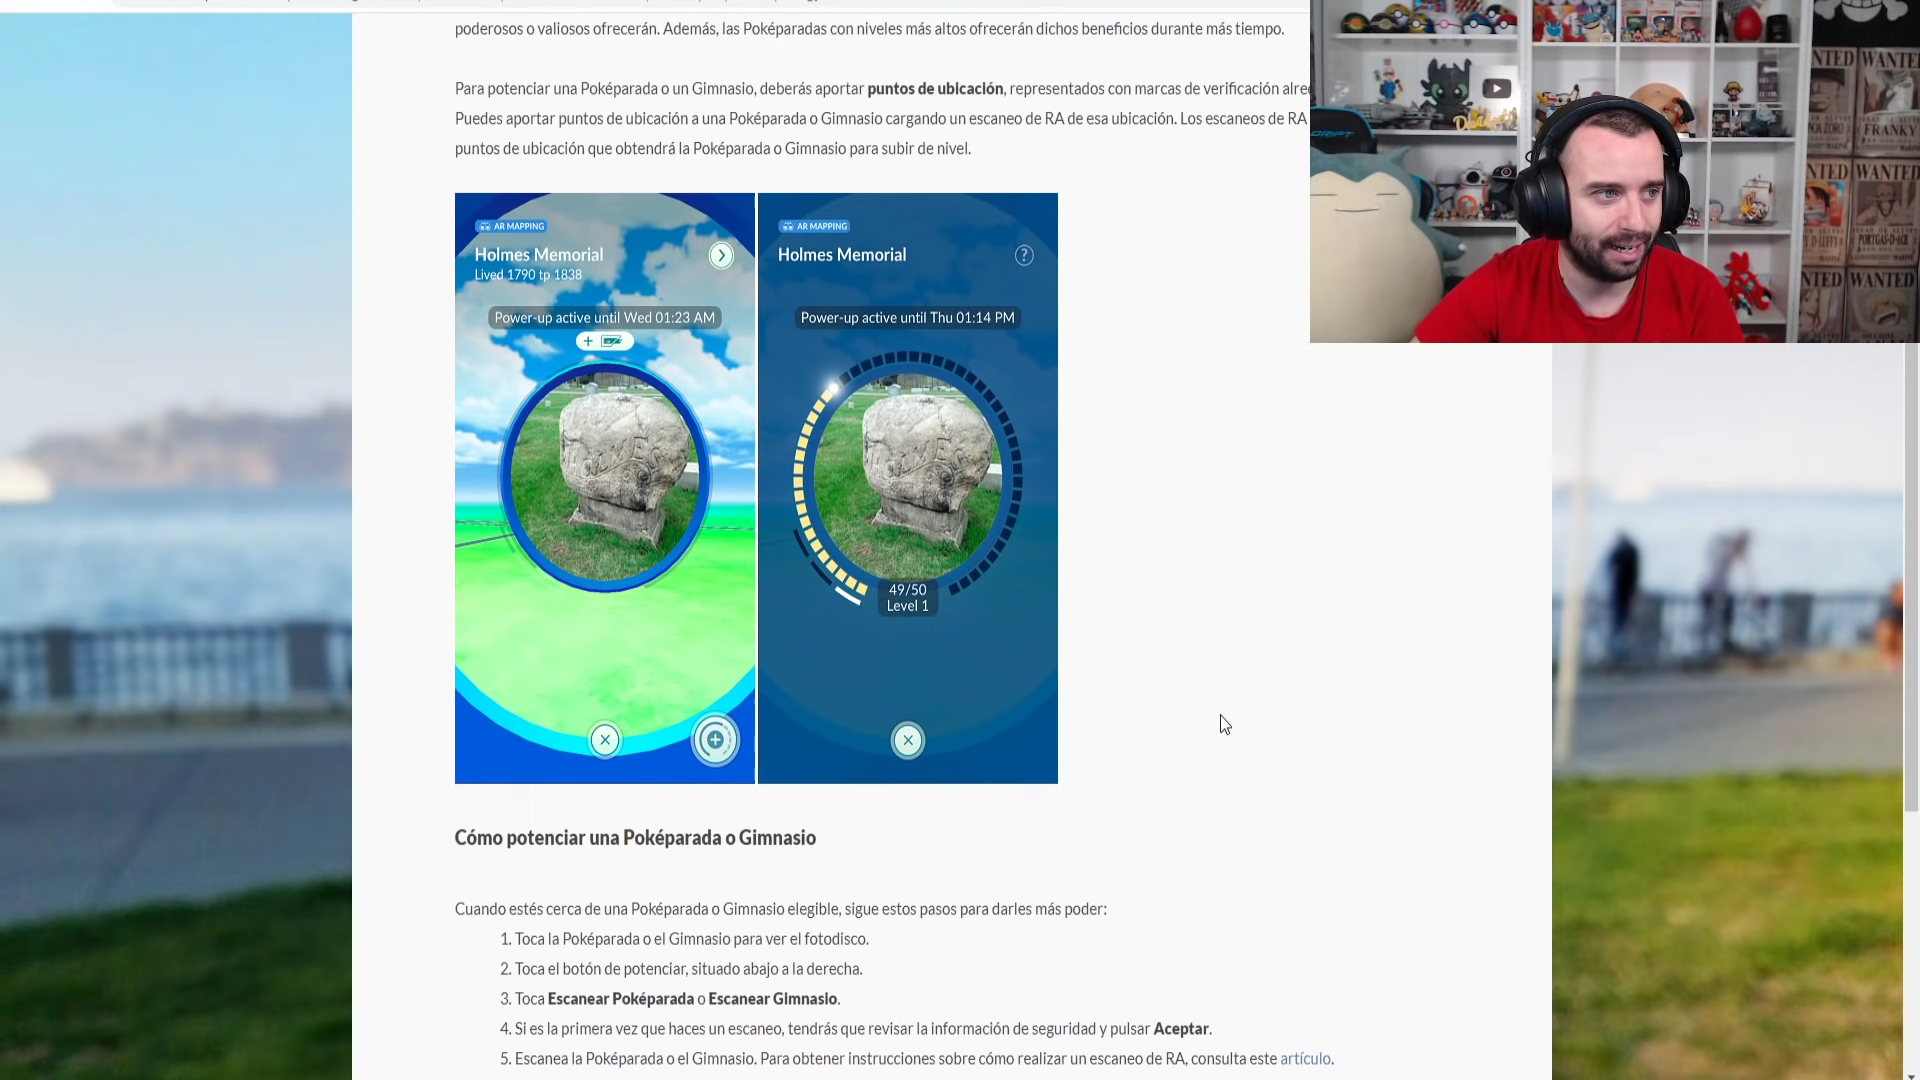 poderosos o valiosos ofrecerán. Además, las Poképaradas con niveles más altos ofrecerán dichos beneficios durante más tiempo.
Para potenciar una Poképarada o un Gimnasio, deberás aportar puntos de ubicación, representados con marcas de verificación
Puedes aportar puntos de ubicación a una Poképarada o Gimnasio cargando un escaneo de RA de esa ubicación. Los escaneos de RA
puntos de ubicación que obtendrá la Poképarada o Gimnasio para subir de nivel.
AR MAPPING
Holmes Memorial
Lived 1790 tp 1838
Power-up active until Wed 01:23 AM
AR MAPPING
Holmes Memorial
?
Power-up active until Thu 01:14 PM
49/50
Level 1
Cómo potenciar una Poképarada o Gimnasio
Cuando estés cerca de una Poképarada o Gimnasio elegible, sigue estos pasos para darles más poder:
1. Toca la Poképarada o el Gimnasio para ver el fotodisco.
2. Toca el botón de potenciar, situado abajo a la derecha.
3. Toca Escanear Poképarada o Escanear Gimnasio.
4. Si es la primera vez que haces un escaneo, tendrás que revisar la información de seguridad y pulsar Aceptar.
5. Escanea la Poképarada o el Gimnasio. Para obtener instrucciones sobre cómo realizar un escaneo de RA, consulta este artículo.
WANTED
FRANKY
WANTED
WANTED
PORTGAS·D·ACE
WANTED
WANTED
DRIFT